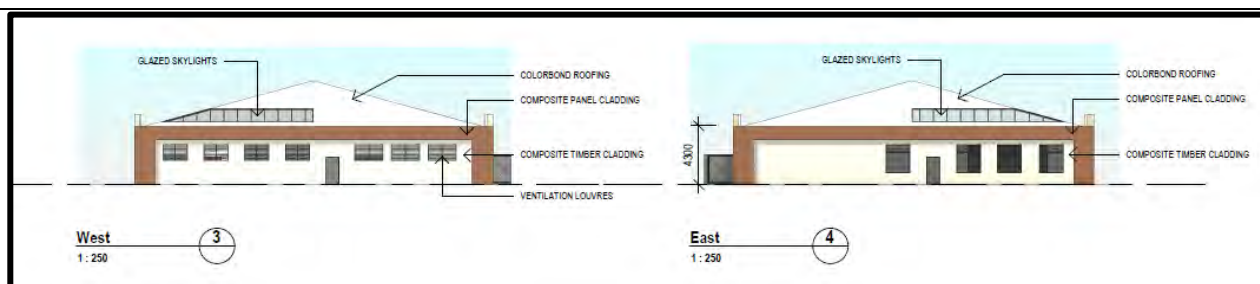 GLAZED SKYLIGHTS
COLORBOND ROOFING
COMPOSITE PANEL CLADDING
COMPOSITE TIMBER CLADDING
VENTILATION LOUVRES
West
3
1 : 250
GLAZED SKYLIGHTS
COLORBOND ROOFING
COMPOSITE PANEL CLADDING
4300
COMPOSITE TIMBER CLADDING
East
4
1 : 250